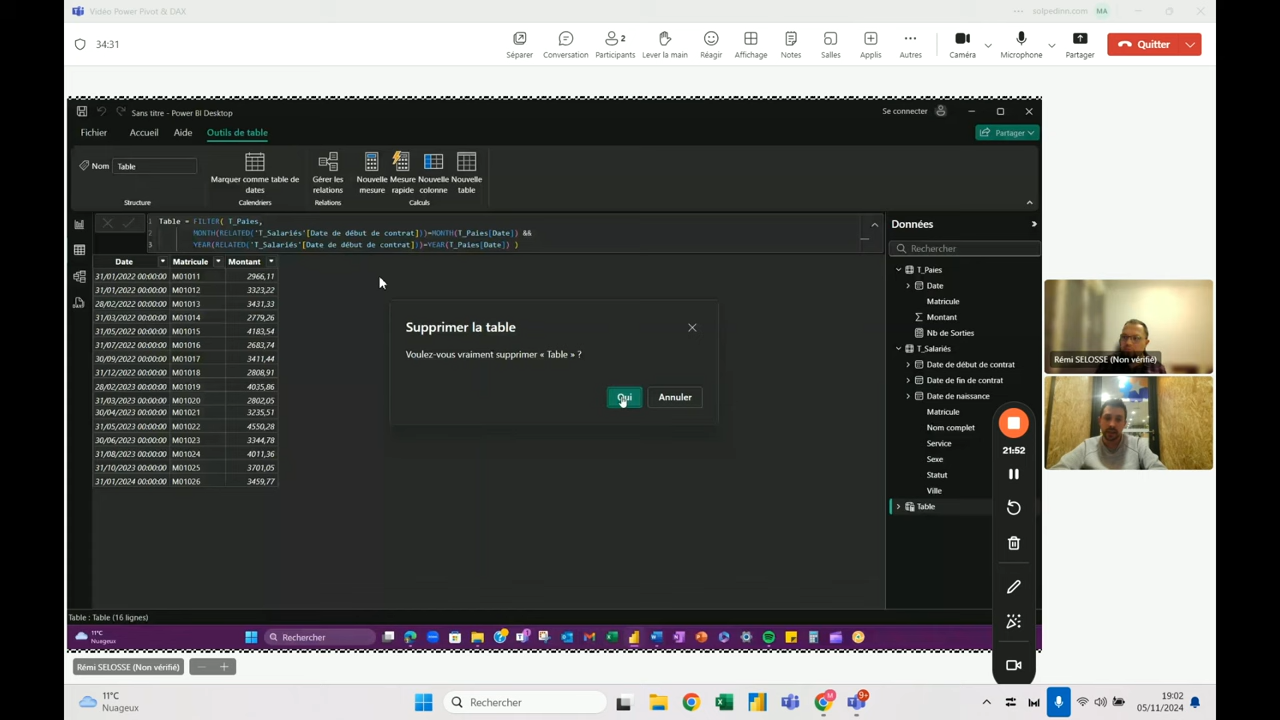 Vidéo Power Pivot & DAX
solpedinn.com MA
34:31
Séparer
Conversation
2
Participants
Lever la main
Réagir
Affichage
Notes
Salles
Applis
Autres
Caméra
Microphone
Partager
Quitter
Sans titre - Power BI Desktop
Se connecter
Fichier Accueil Aide Outils de table
Partager
Nom Table
Structure
Marquer comme table de dates
Calendriers
Gérer les relations
Relations
Nouvelle mesure
Mesure rapide
Nouvelle colonne
Nouvelle table
Calculs
1 Table = FILTER( T_Paies,
2 MONTH(RELATED('T_Salariés'[Date de début de contrat]))=MONTH(T_Paies[Date]) &&
3 YEAR(RELATED('T_Salariés'[Date de début de contrat]))=YEAR(T_Paies[Date]) )
Date Matricule Montant
31/01/2022 00:00:00 M01011 2966,11
31/01/2022 00:00:00 M01012 3323,22
28/02/2022 00:00:00 M01013 3431,33
31/03/2022 00:00:00 M01014 2779,26
31/05/2022 00:00:00 M01015 4183,54
31/07/2022 00:00:00 M01016 2683,74
30/09/2022 00:00:00 M01017 3411,44
31/12/2022 00:00:00 M01018 2808,91
28/02/2023 00:00:00 M01019 4035,86
31/03/2023 00:00:00 M01020 2802,05
30/04/2023 00:00:00 M01021 3235,51
31/05/2023 00:00:00 M01022 4550,28
30/06/2023 00:00:00 M01023 3344,78
31/08/2023 00:00:00 M01024 4011,36
31/10/2023 00:00:00 M01025 3701,05
31/01/2024 00:00:00 M01026 3459,77
Supprimer la table
Voulez-vous vraiment supprimer « Table » ?
Oui
Annuler
Données
Rechercher
T_Paies
Date
Matricule
Montant
Nb de Sorties
T_Salariés
Date de début de contrat
Date de fin de contrat
Date de naissance
Matricule
Nom complet
Service
Sexe
Statut
Ville
Table
21:52
Rémi SELOSSE (Non vérifié)
Table : Table (16 lignes)
11°C
Nuageux
Rechercher
Rémi SELOSSE (Non vérifié)
11°C
Nuageux
Rechercher
9+
19:02
05/11/2024